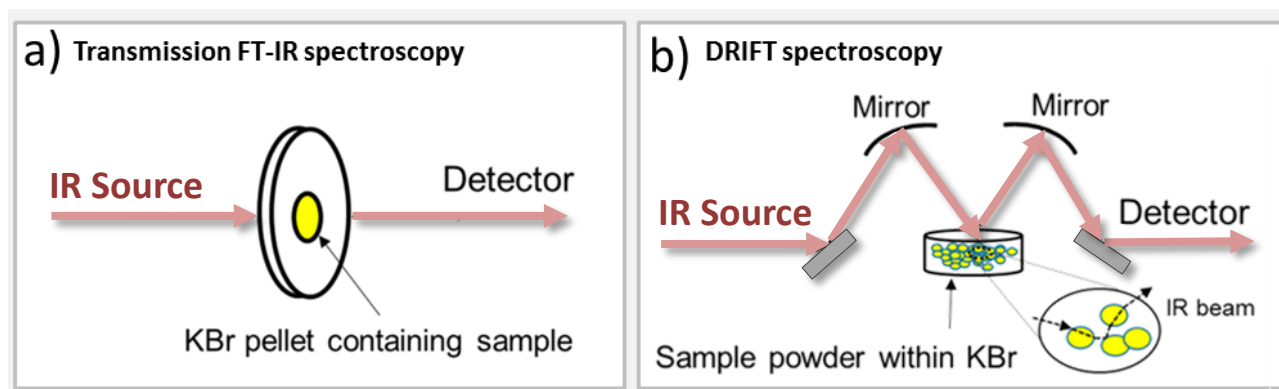 a) Transmission FT-IR spectroscopy
IR Source
Detector
KBr pellet containing sample
b) DRIFT spectroscopy
Mirror
Mirror
IR Source
Detector
IR beam
Sample powder within KBr